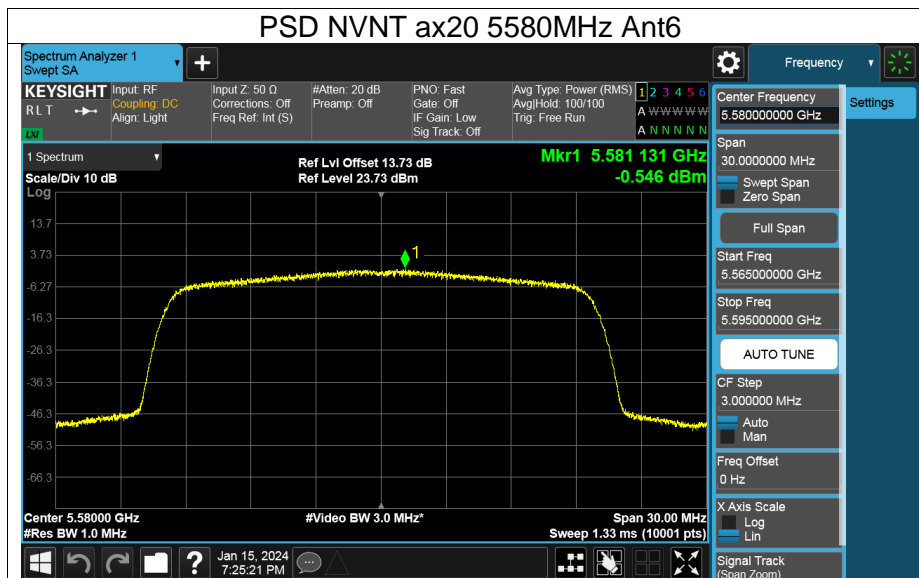 PSD NVNT ax20 5580MHz Ant6
Spectrum Analyzer 1
Swept SA
+
Frequency
KEYSIGHT
RLT
LXI
Input: RF
Coupling: DC
Align: Light
Input Z: 50 Ω
Corrections: Off
Freq Ref: Int (S)
#Atten: 20 dB
Preamp: Off
PNO: Fast
Gate: Off
IF Gain: Low
Sig Track: Off
Avg Type: Power (RMS)
Avg|Hold: 100/100
Trig: Free Run
1 2 3 4 5 6
A W W W W W
A N N N N N
1 Spectrum
Scale/Div 10 dB
Log
Ref Lvl Offset 13.73 dB
Ref Level 23.73 dBm
Mkr1 5.581 131 GHz
-0.546 dBm
13.7
3.73
-6.27
-16.3
-26.3
-36.3
-46.3
-56.3
-66.3
1
Center 5.58000 GHz
#Res BW 1.0 MHz
#Video BW 3.0 MHz*
Span 30.00 MHz
Sweep 1.33 ms (10001 pts)
?
Jan 15, 2024
7:25:21 PM
Center Frequency
5.580000000 GHz
Span
30.0000000 MHz
Swept Span
Zero Span
Full Span
Start Freq
5.565000000 GHz
Stop Freq
5.595000000 GHz
AUTO TUNE
CF Step
3.000000 MHz
Auto
Man
Freq Offset
0 Hz
X Axis Scale
Log
Lin
Signal Track
(Span Zoom)
Settings